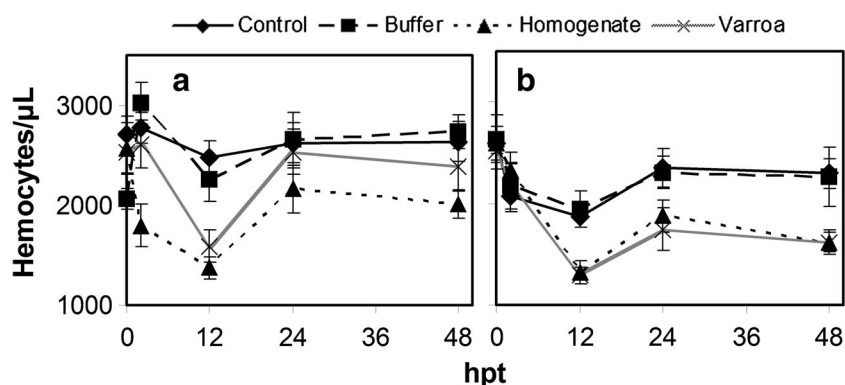 Control Buffer Homogenate Varroa
a b
3000
2000
1000
Hemocytes/µL
0 12 24 36 48 0 12 24 36 48
hpt